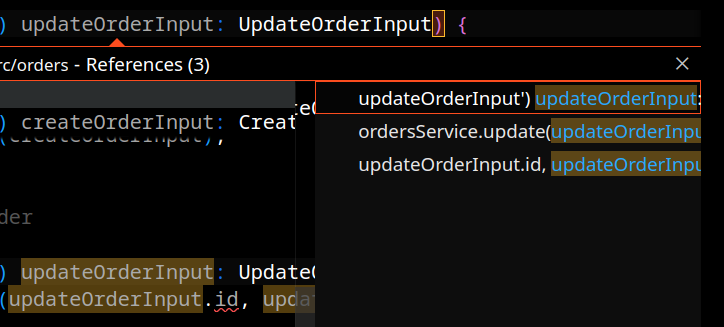 ) updateOrderInput: UpdateOrderInput) {
rc/orders - References (3)
) createOrderInput: Creat
(createOrderInput),
der
) updateOrderInput: UpdateO
(updateOrderInput.id, upda
updateOrderInput') updateOrderInput:
ordersService.update(updateOrderInpu
updateOrderInput.id, updateOrderInpu